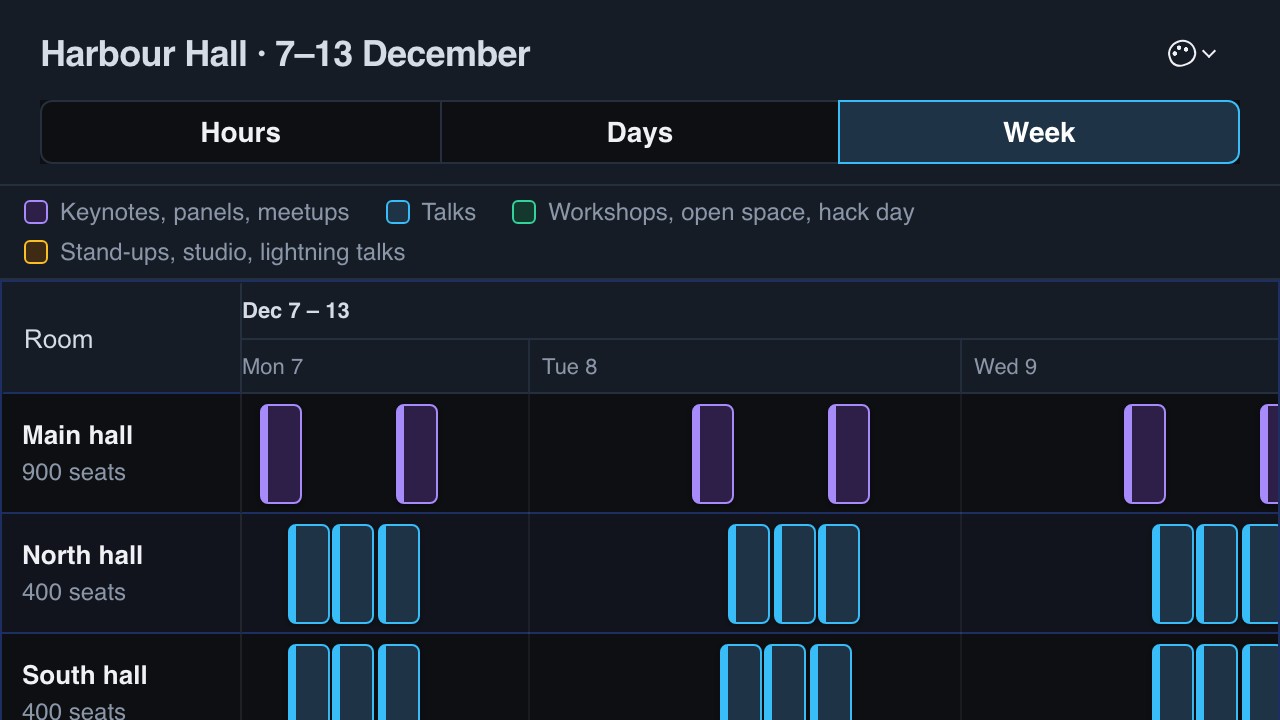 Harbour Hall · 7–13 December
Hours
Days
Week
Keynotes, panels, meetups
Talks
Workshops, open space, hack day
Stand-ups, studio, lightning talks
Room
Dec 7 – 13
Mon 7
Tue 8
Wed 9
Main hall
900 seats
North hall
400 seats
South hall
400 seats